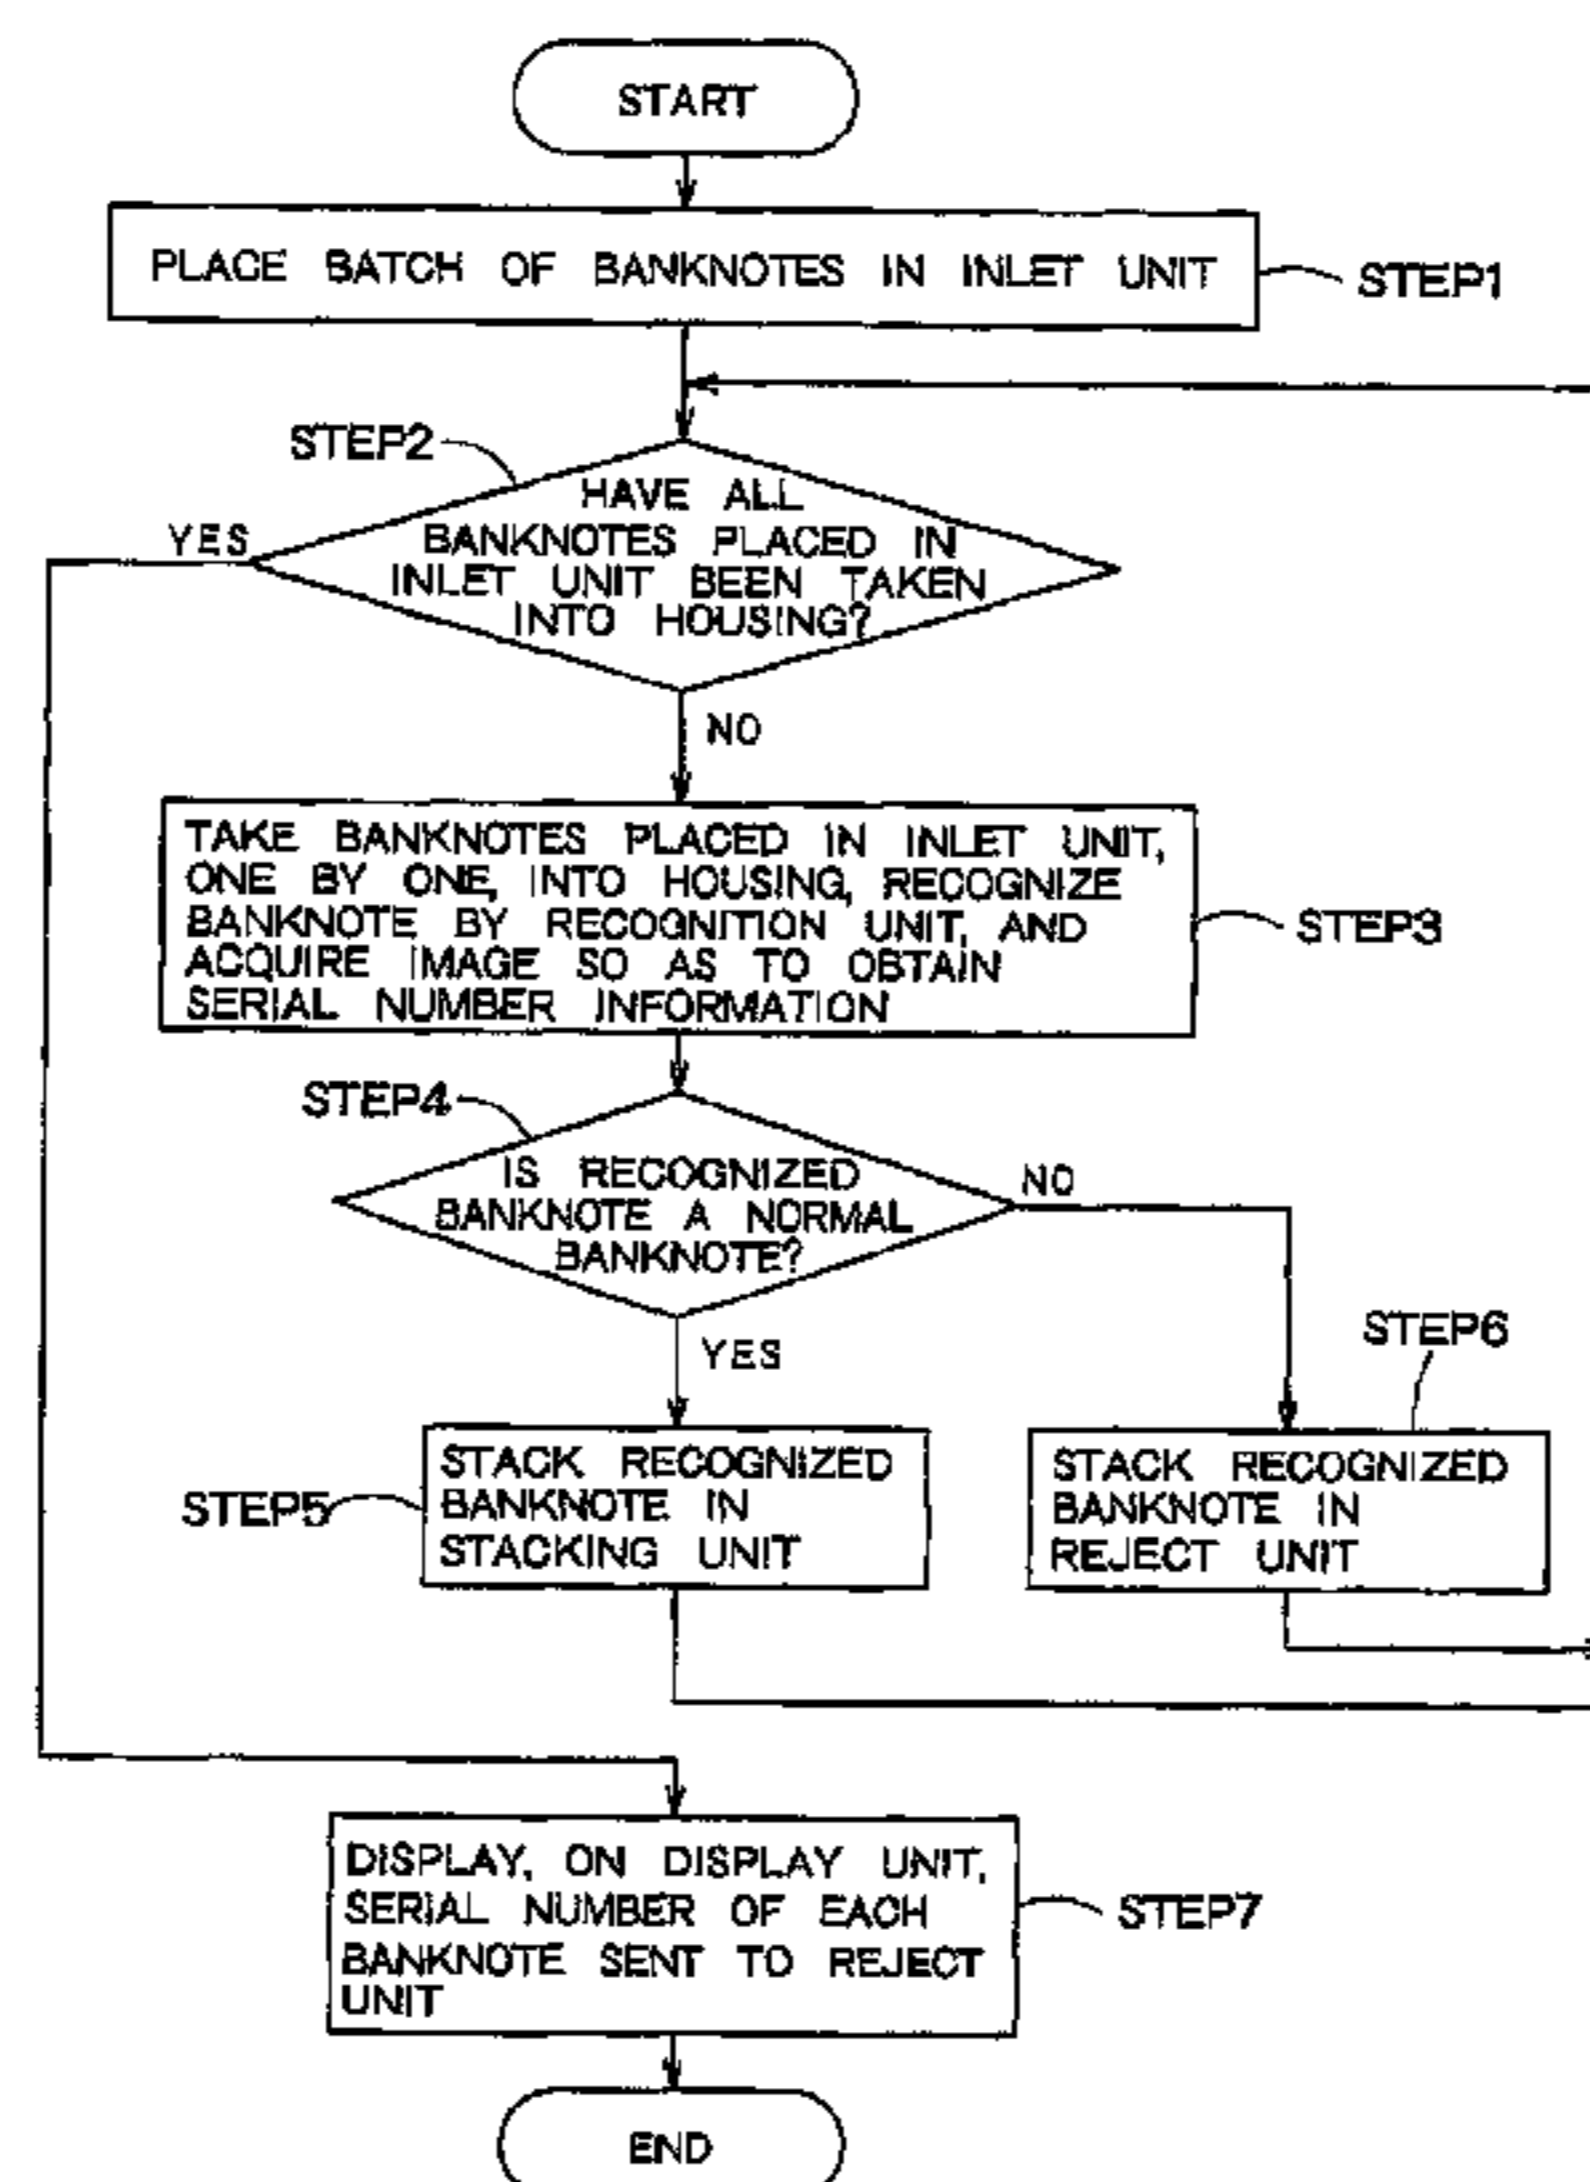 START
PLACE BATCH OF BANKNOTES IN INLET UNIT
STEP1
STEP2
HAVE ALL
BANKNOTES PLACED IN
INLET UNIT BEEN TAKEN
INTO HOUSING?
YES
NO
TAKE BANKNOTES PLACED IN INLET UNIT,
ONE BY ONE, INTO HOUSING, RECOGNIZE
BANKNOTE BY RECOGNITION UNIT, AND
ACQUIRE IMAGE SO AS TO OBTAIN
SERIAL NUMBER INFORMATION
STEP3
STEP4
IS RECOGNIZED
BANKNOTE A NORMAL
BANKNOTE?
NO
YES
STEP6
STEP5
STACK RECOGNIZED
BANKNOTE IN
STACKING UNIT
STACK RECOGNIZED
BANKNOTE IN
REJECT UNIT
DISPLAY, ON DISPLAY UNIT,
SERIAL NUMBER OF EACH
BANKNOTE SENT TO REJECT
UNIT
STEP7
END